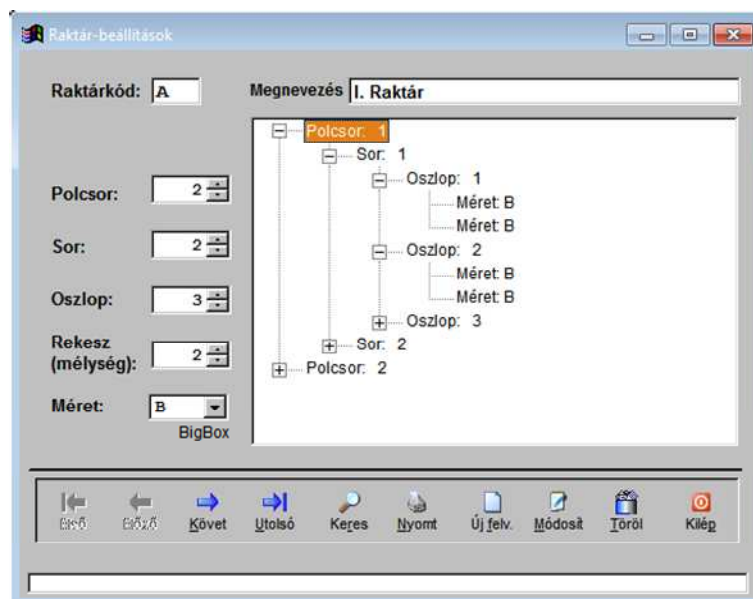 Raktár-beállítások
Raktárkód: A Megnevezés I. Raktár
Polcsor: 1
Sor: 1
Oszlop: 1
Méret: B
Méret: B
Oszlop: 2
Méret: B
Méret: B
Oszlop: 3
Sor: 2
Polcsor: 2
Polcsor: 2
Sor: 2
Oszlop: 3
Rekesz
(mélység): 2
Méret: B
BigBox
Első Előző Követ Utolsó Keres Nyomt Új felv. Módosít Töröl Kilép